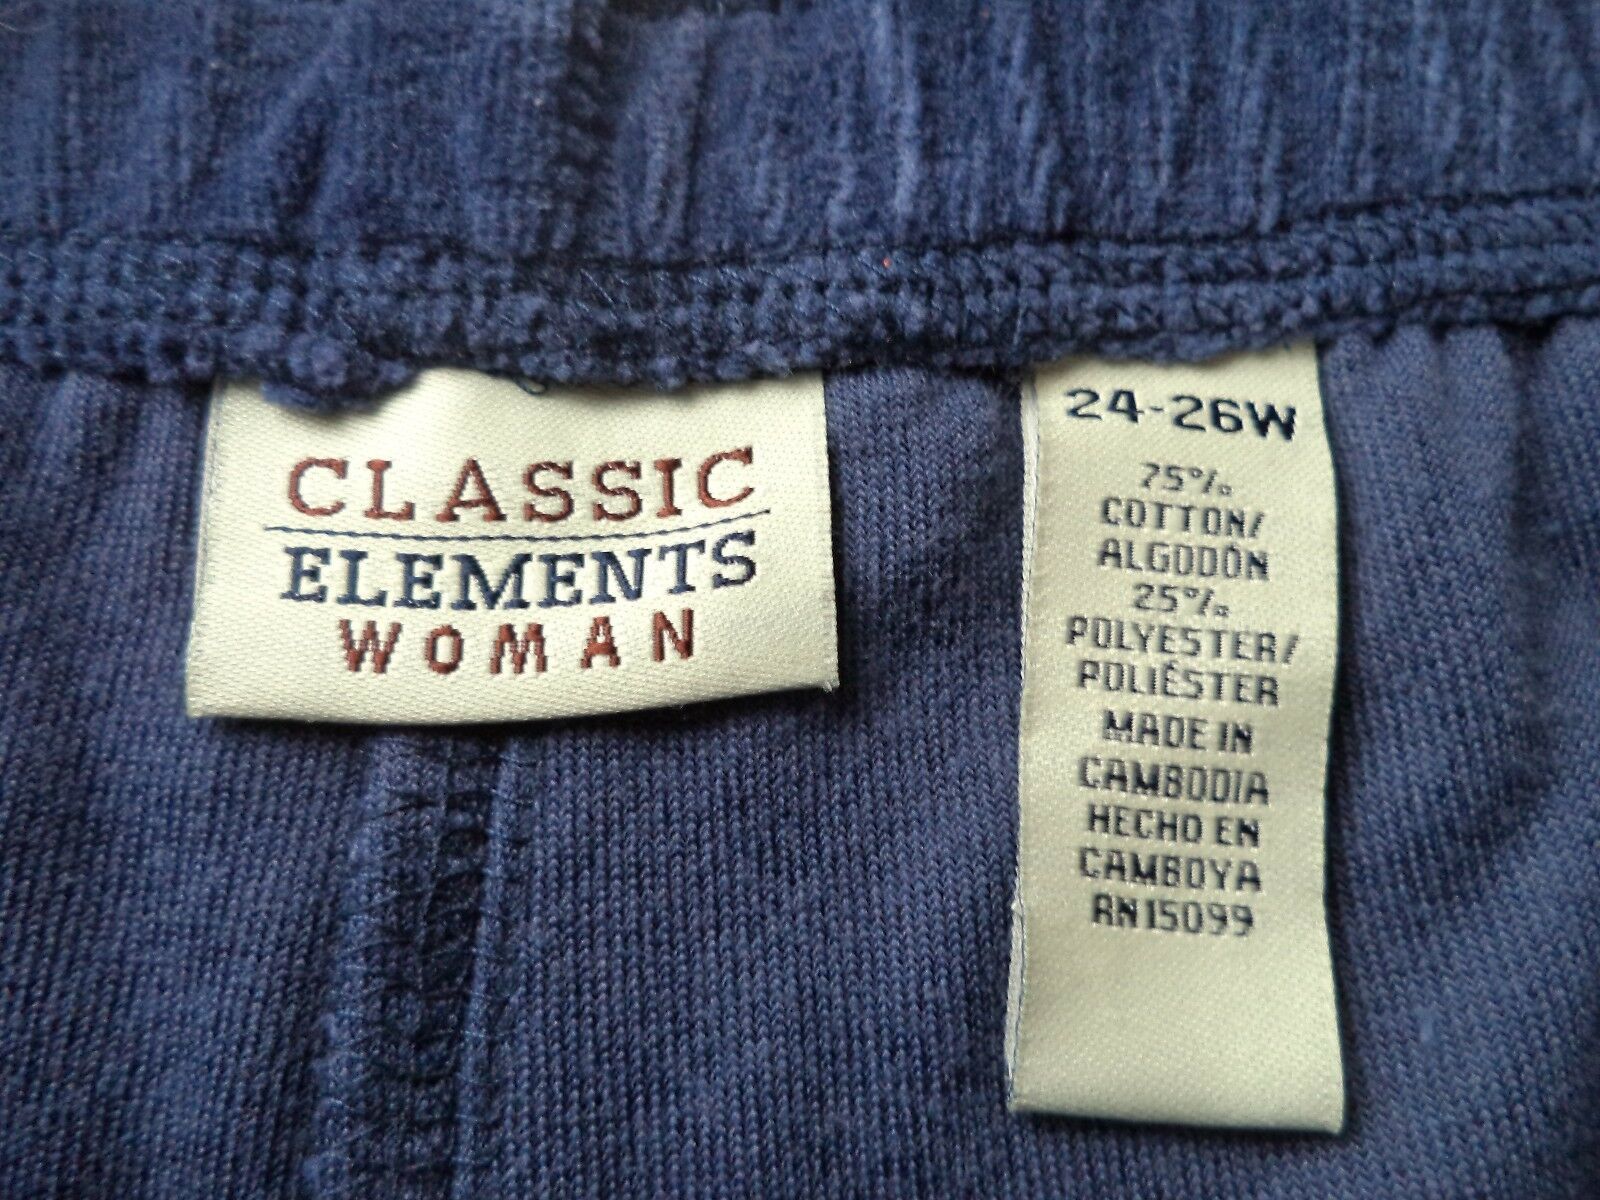 CLASSIC
ELEMENTS
WOMAN
24-26W
75%
COTTON/
ALGODÓN
25%
POLYESTER/
POLIÉSTER
MADE IN
CAMBODIA
HECHO EN
CAMBOYA
RN15099